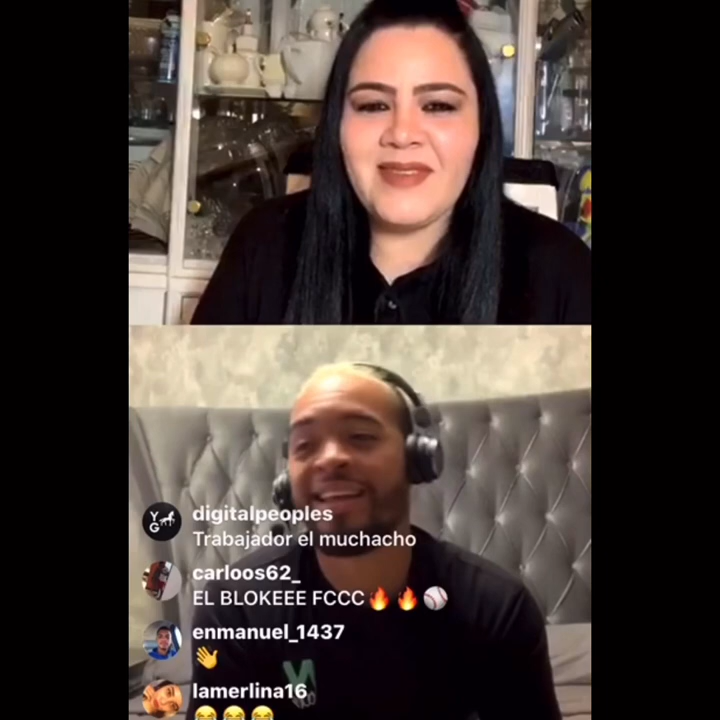 Y
G
digitalpeoples
Trabajador el muchacho
carloos62_
EL BLOKEEE FCCC🔥🔥⚾
enmanuel_1437
👋
lamerlina16
😂😂😂